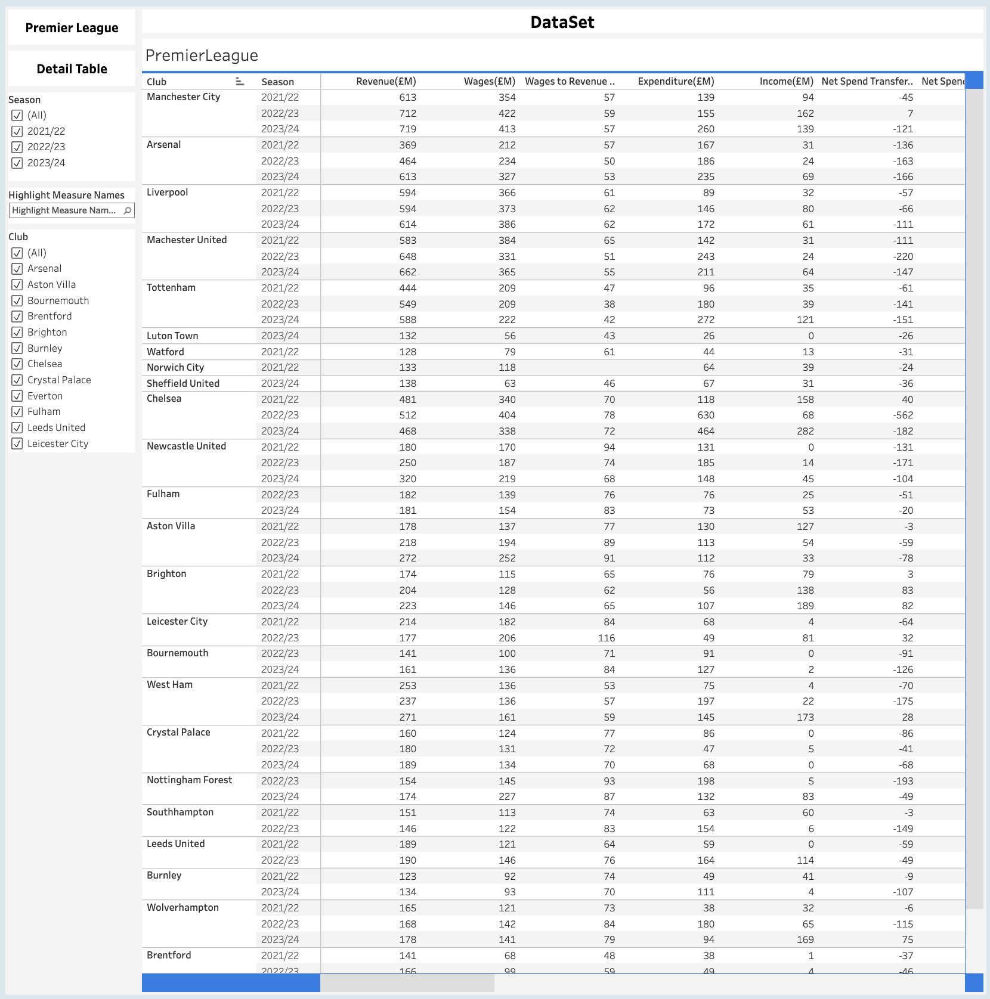 Premier League
DataSet
Detail Table
Season
(All)
2021/22
2022/23
2023/24
Highlight Measure Names
Highlight Measure Nam...
Club
(All)
Arsenal
Aston Villa
Bournemouth
Brentford
Brighton
Burnley
Chelsea
Crystal Palace
Everton
Fulham
Leeds United
Leicester City
PremierLeague
Club Season Revenue(£M) Wages(£M) Wages to Revenue .. Expenditure(£M) Income(£M) Net Spend Transfer.. Net Spend
Manchester City 2021/22 613 354 57 139 94 -45
2022/23 712 422 59 155 162 7
2023/24 719 413 57 260 139 -121
Arsenal 2021/22 369 212 57 167 31 -136
2022/23 464 234 50 186 24 -163
2023/24 613 327 53 235 69 -166
Liverpool 2021/22 594 366 61 89 32 -57
2022/23 594 373 62 146 80 -66
2023/24 614 386 62 172 61 -111
Machester United 2021/22 583 384 65 142 31 -111
2022/23 648 331 51 243 24 -220
2023/24 662 365 55 211 64 -147
Tottenham 2021/22 444 209 47 96 35 -61
2022/23 549 209 38 180 39 -141
2023/24 588 222 42 272 121 -151
Luton Town 2023/24 132 56 43 26 0 -26
Watford 2021/22 128 79 61 44 13 -31
Norwich City 2021/22 133 118 64 39 -24
Sheffield United 2023/24 138 63 46 67 31 -36
Chelsea 2021/22 481 340 70 118 158 40
2022/23 512 404 78 630 68 -562
2023/24 468 338 72 464 282 -182
Newcastle United 2021/22 180 170 94 131 0 -131
2022/23 250 187 74 185 14 -171
2023/24 320 219 68 148 45 -104
Fulham 2022/23 182 139 76 76 25 -51
2023/24 181 154 83 73 53 -20
Aston Villa 2021/22 178 137 77 130 127 -3
2022/23 218 194 89 113 54 -59
2023/24 272 252 91 112 33 -78
Brighton 2021/22 174 115 65 76 79 3
2022/23 204 128 62 56 138 83
2023/24 223 146 65 107 189 82
Leicester City 2021/22 214 182 84 68 4 -64
2022/23 177 206 116 49 81 32
Bournemouth 2022/23 141 100 71 91 0 -91
2023/24 161 136 84 127 2 -126
West Ham 2021/22 253 136 53 75 4 -70
2022/23 237 136 57 197 22 -175
2023/24 271 161 59 145 173 28
Crystal Palace 2021/22 160 124 77 86 0 -86
2022/23 180 131 72 47 5 -41
2023/24 189 134 70 68 0 -68
Nottingham Forest 2022/23 154 145 93 198 5 -193
2023/24 174 227 87 132 83 -49
Southhampton 2021/22 151 113 74 63 60 -3
2022/23 146 122 83 154 6 -149
Leeds United 2021/22 189 121 64 59 0 -59
2022/23 190 146 76 164 114 -49
Burnley 2021/22 123 92 74 49 41 -9
2023/24 134 93 70 111 4 -107
Wolverhampton 2021/22 165 121 73 38 32 -6
2022/23 168 142 84 180 65 -115
2023/24 178 141 79 94 169 75
Brentford 2021/22 141 68 48 38 1 -37
2022/23 166 99 59 49 4 -46